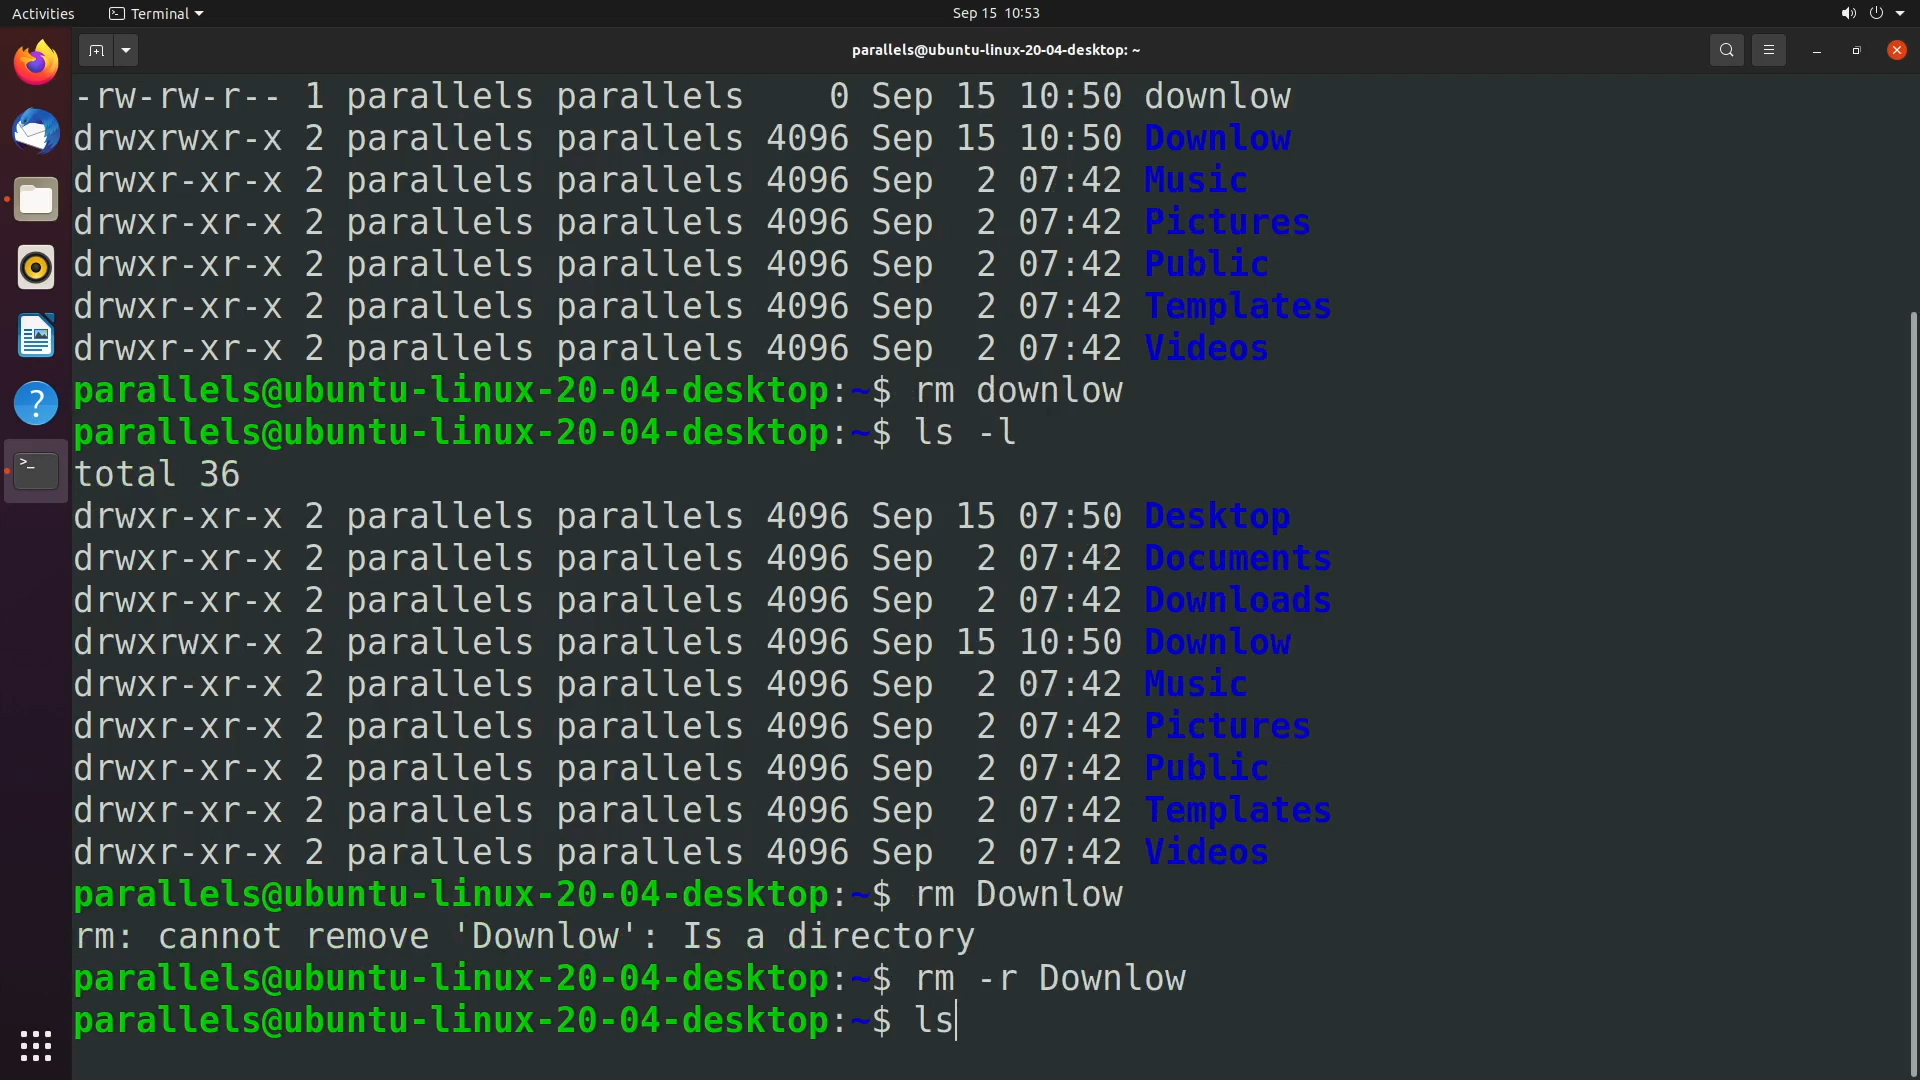 Activities
Terminal
Sep 15 10:53
parallels@ubuntu-linux-20-04-desktop: ~
-rw-rw-r-- 1 parallels parallels    0 Sep 15 10:50 downlow
drwxrwxr-x 2 parallels parallels 4096 Sep 15 10:50 Downlow
drwxr-xr-x 2 parallels parallels 4096 Sep  2 07:42 Music
drwxr-xr-x 2 parallels parallels 4096 Sep  2 07:42 Pictures
drwxr-xr-x 2 parallels parallels 4096 Sep  2 07:42 Public
drwxr-xr-x 2 parallels parallels 4096 Sep  2 07:42 Templates
drwxr-xr-x 2 parallels parallels 4096 Sep  2 07:42 Videos
parallels@ubuntu-linux-20-04-desktop:~$ rm downlow
parallels@ubuntu-linux-20-04-desktop:~$ ls -l
total 36
drwxr-xr-x 2 parallels parallels 4096 Sep 15 07:50 Desktop
drwxr-xr-x 2 parallels parallels 4096 Sep  2 07:42 Documents
drwxr-xr-x 2 parallels parallels 4096 Sep  2 07:42 Downloads
drwxrwxr-x 2 parallels parallels 4096 Sep 15 10:50 Downlow
drwxr-xr-x 2 parallels parallels 4096 Sep  2 07:42 Music
drwxr-xr-x 2 parallels parallels 4096 Sep  2 07:42 Pictures
drwxr-xr-x 2 parallels parallels 4096 Sep  2 07:42 Public
drwxr-xr-x 2 parallels parallels 4096 Sep  2 07:42 Templates
drwxr-xr-x 2 parallels parallels 4096 Sep  2 07:42 Videos
parallels@ubuntu-linux-20-04-desktop:~$ rm Downlow
rm: cannot remove 'Downlow': Is a directory
parallels@ubuntu-linux-20-04-desktop:~$ rm -r Downlow
parallels@ubuntu-linux-20-04-desktop:~$ ls